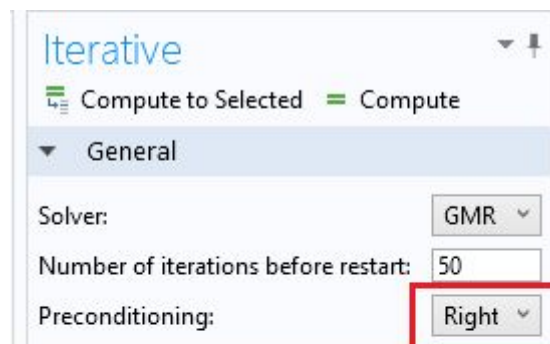 Iterative
Compute to Selected = Compute
General
Solver: GMR
Number of iterations before restart: 50
Preconditioning: Right